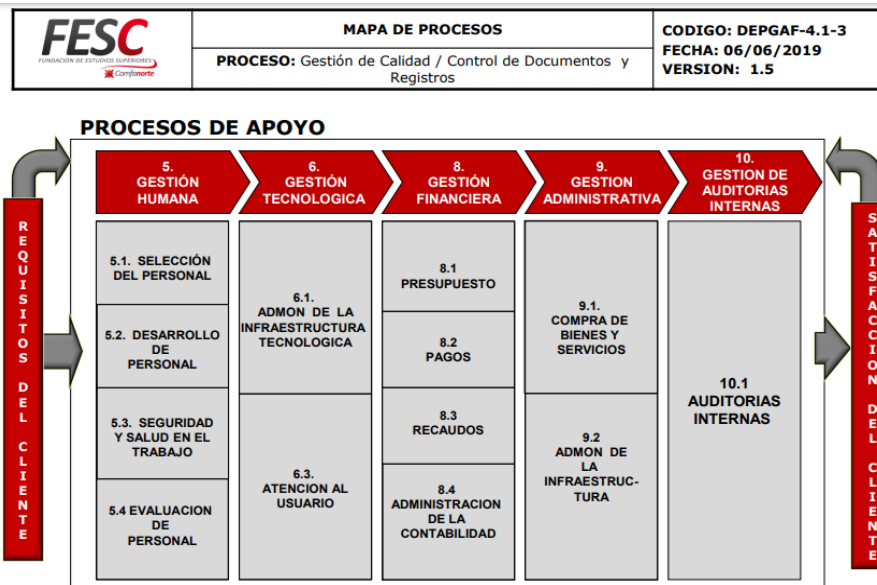 FESC
FUNDACION DE ESTUDIOS SUPERIORES
Comfanorte
MAPA DE PROCESOS
PROCESO: Gestión de Calidad / Control de Documentos y
Registros
CODIGO: DEPGAF-4.1-3
FECHA: 06/06/2019
VERSION: 1.5
PROCESOS DE APOYO
REQUISITOS DEL CLIENTE
5.
GESTIÓN
HUMANA
6.
GESTIÓN
TECNOLOGICA
8.
GESTIÓN
FINANCIERA
9.
GESTION
ADMINISTRATIVA
10.
GESTION DE
AUDITORIAS
INTERNAS
5.1. SELECCIÓN
DEL PERSONAL
5.2. DESARROLLO
DE
PERSONAL
5.3. SEGURIDAD
Y SALUD EN EL
TRABAJO
5.4 EVALUACION
DE
PERSONAL
6.1.
ADMON DE LA
INFRAESTRUCTURA
TECNOLOGICA
6.3.
ATENCION AL
USUARIO
8.1
PRESUPUESTO
8.2
PAGOS
8.3
RECAUDOS
8.4
ADMINISTRACION
DE LA
CONTABILIDAD
9.1.
COMPRA DE
BIENES Y
SERVICIOS
9.2
ADMON DE
LA
INFRAESTRUC-
TURA
10.1
AUDITORIAS
INTERNAS
SATISFACCION DEL CLIENTE